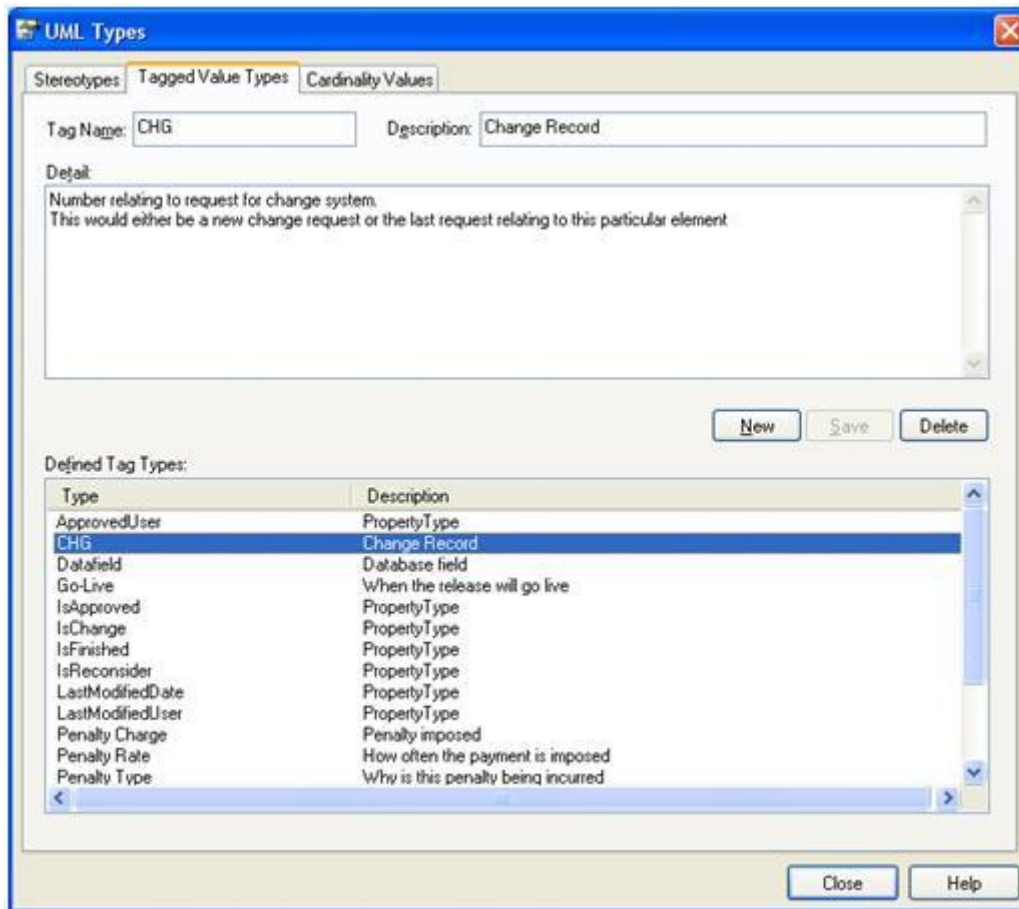 UML Types
Stereotypes Tagged Value Types Cardinality Values
Tag Name: CHG Description: Change Record
Detail:
Number relating to request for change system.
This would either be a new change request or the last request relating to this particular element
New Save Delete
Defined Tag Types:
Type Description
ApprovedUser PropertyType
CHG Change Record
Datafield Database field
Go-Live When the release will go live
IsApproved PropertyType
IsChange PropertyType
IsFinished PropertyType
IsReconsider PropertyType
LastModifiedDate PropertyType
LastModifiedUser PropertyType
Penalty Charge Penalty imposed
Penalty Rate How often the payment is imposed
Penalty Type Why is this penalty being incurred
Close Help